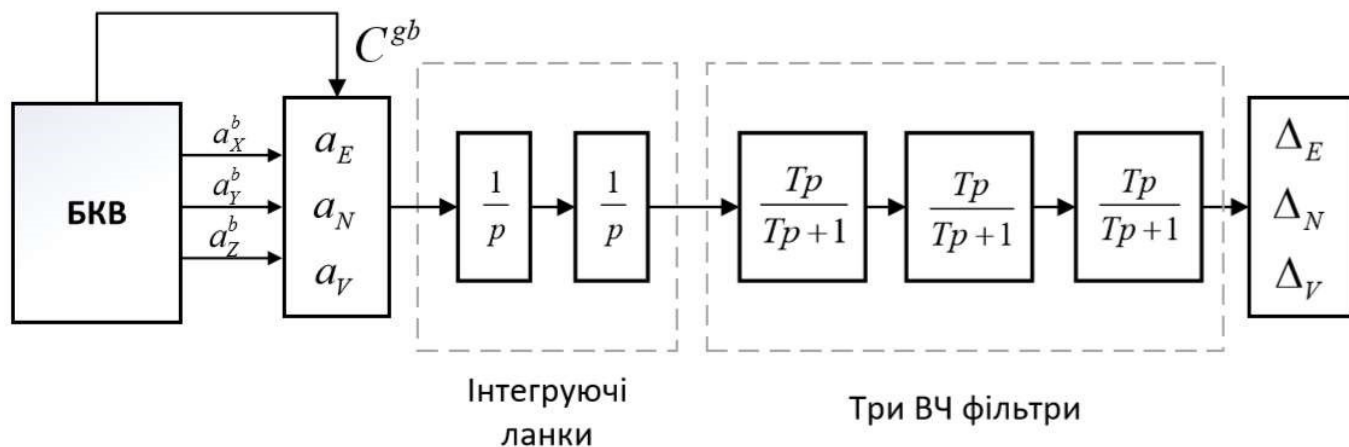 C^{gb}
БКВ
a_X^b
a_Y^b
a_Z^b
a_E
a_N
a_V
1/p
1/p
Tp/(Tp+1)
Tp/(Tp+1)
Tp/(Tp+1)
Δ_E
Δ_N
Δ_V
Інтегруючі
ланки
Три ВЧ фільтри